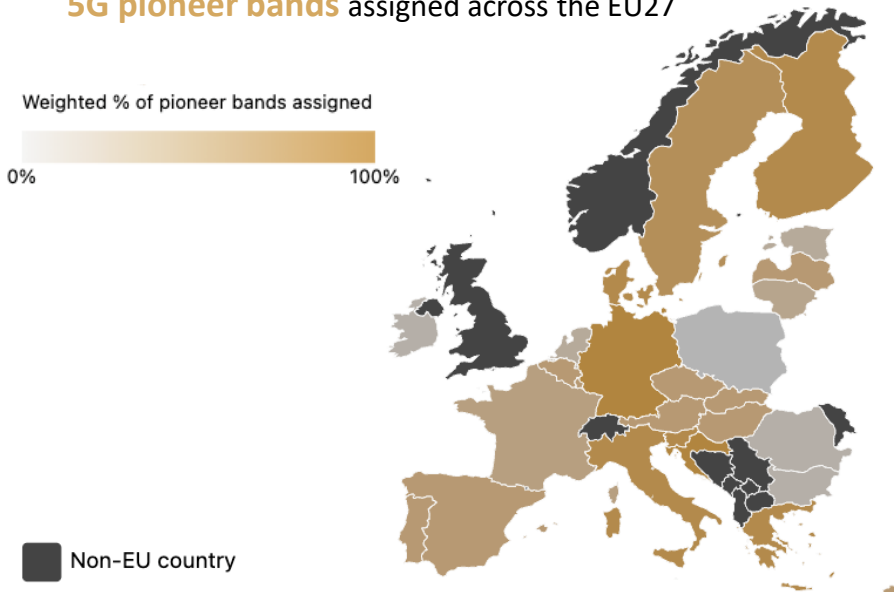 5G pioneer bands assigned across the EU27
Weighted % of pioneer bands assigned
0%
100%
Non-EU country